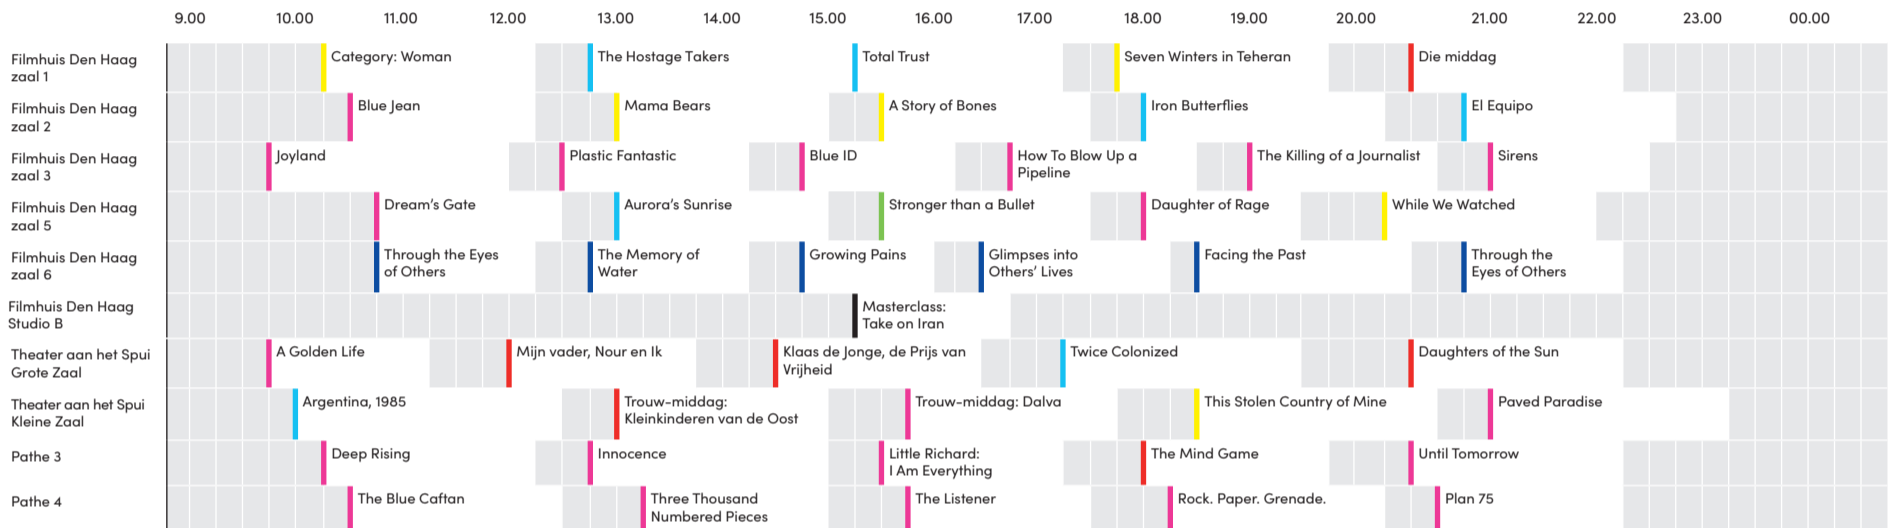 9.00 10.00 11.00 12.00 13.00 14.00 15.00 16.00 17.00 18.00 19.00 20.00 21.00 22.00 23.00 00.00
Filmhuis Den Haag
zaal 1
Category: Woman
The Hostage Takers
Total Trust
Seven Winters in Teheran
Die middag
Filmhuis Den Haag
zaal 2
Blue Jean
Mama Bears
A Story of Bones
Iron Butterflies
El Equipo
Filmhuis Den Haag
zaal 3
Joyland
Plastic Fantastic
Blue ID
How To Blow Up a
Pipeline
The Killing of a Journalist
Sirens
Filmhuis Den Haag
zaal 5
Dream's Gate
Aurora's Sunrise
Stronger than a Bullet
Daughter of Rage
While We Watched
Filmhuis Den Haag
zaal 6
Through the Eyes
of Others
The Memory of
Water
Growing Pains
Glimpses into
Others' Lives
Facing the Past
Through the
Eyes of Others
Filmhuis Den Haag
Studio B
Masterclass:
Take on Iran
Theater aan het Spui
Grote Zaal
A Golden Life
Mijn vader, Nour en Ik
Klaas de Jonge, de Prijs van
Vrijheid
Twice Colonized
Daughters of the Sun
Theater aan het Spui
Kleine Zaal
Argentina, 1985
Trouw-middag:
Kleinkinderen van de Oost
Trouw-middag: Dalva
This Stolen Country of Mine
Paved Paradise
Pathe 3
Deep Rising
Innocence
Little Richard:
I Am Everything
The Mind Game
Until Tomorrow
Pathe 4
The Blue Caftan
Three Thousand
Numbered Pieces
The Listener
Rock. Paper. Grenade.
Plan 75